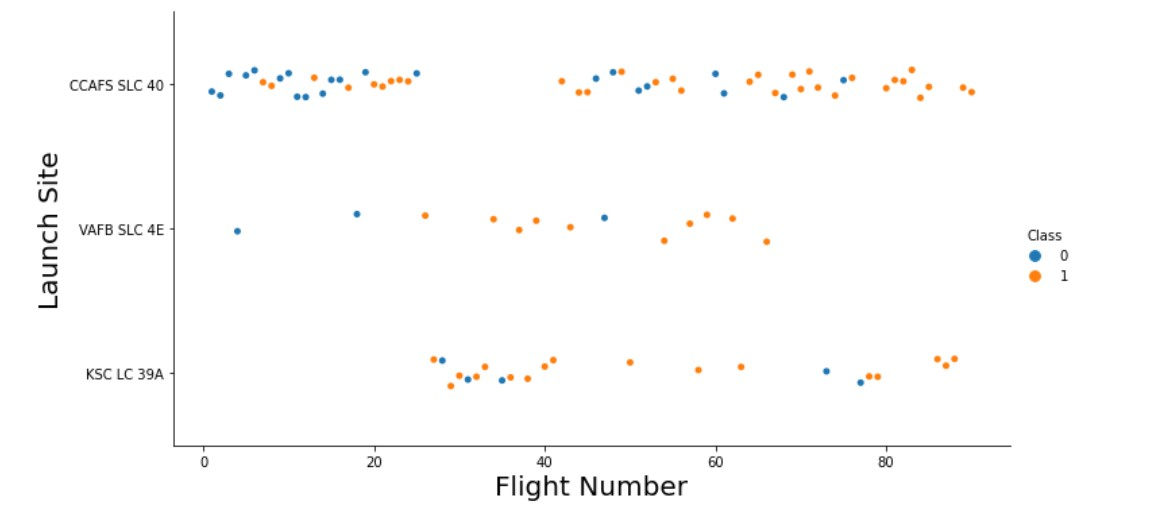 CCAFS SLC 40
VAFB SLC 4E
KSC LC 39A
Launch Site
0 20 40 60 80
Flight Number
Class
0
1